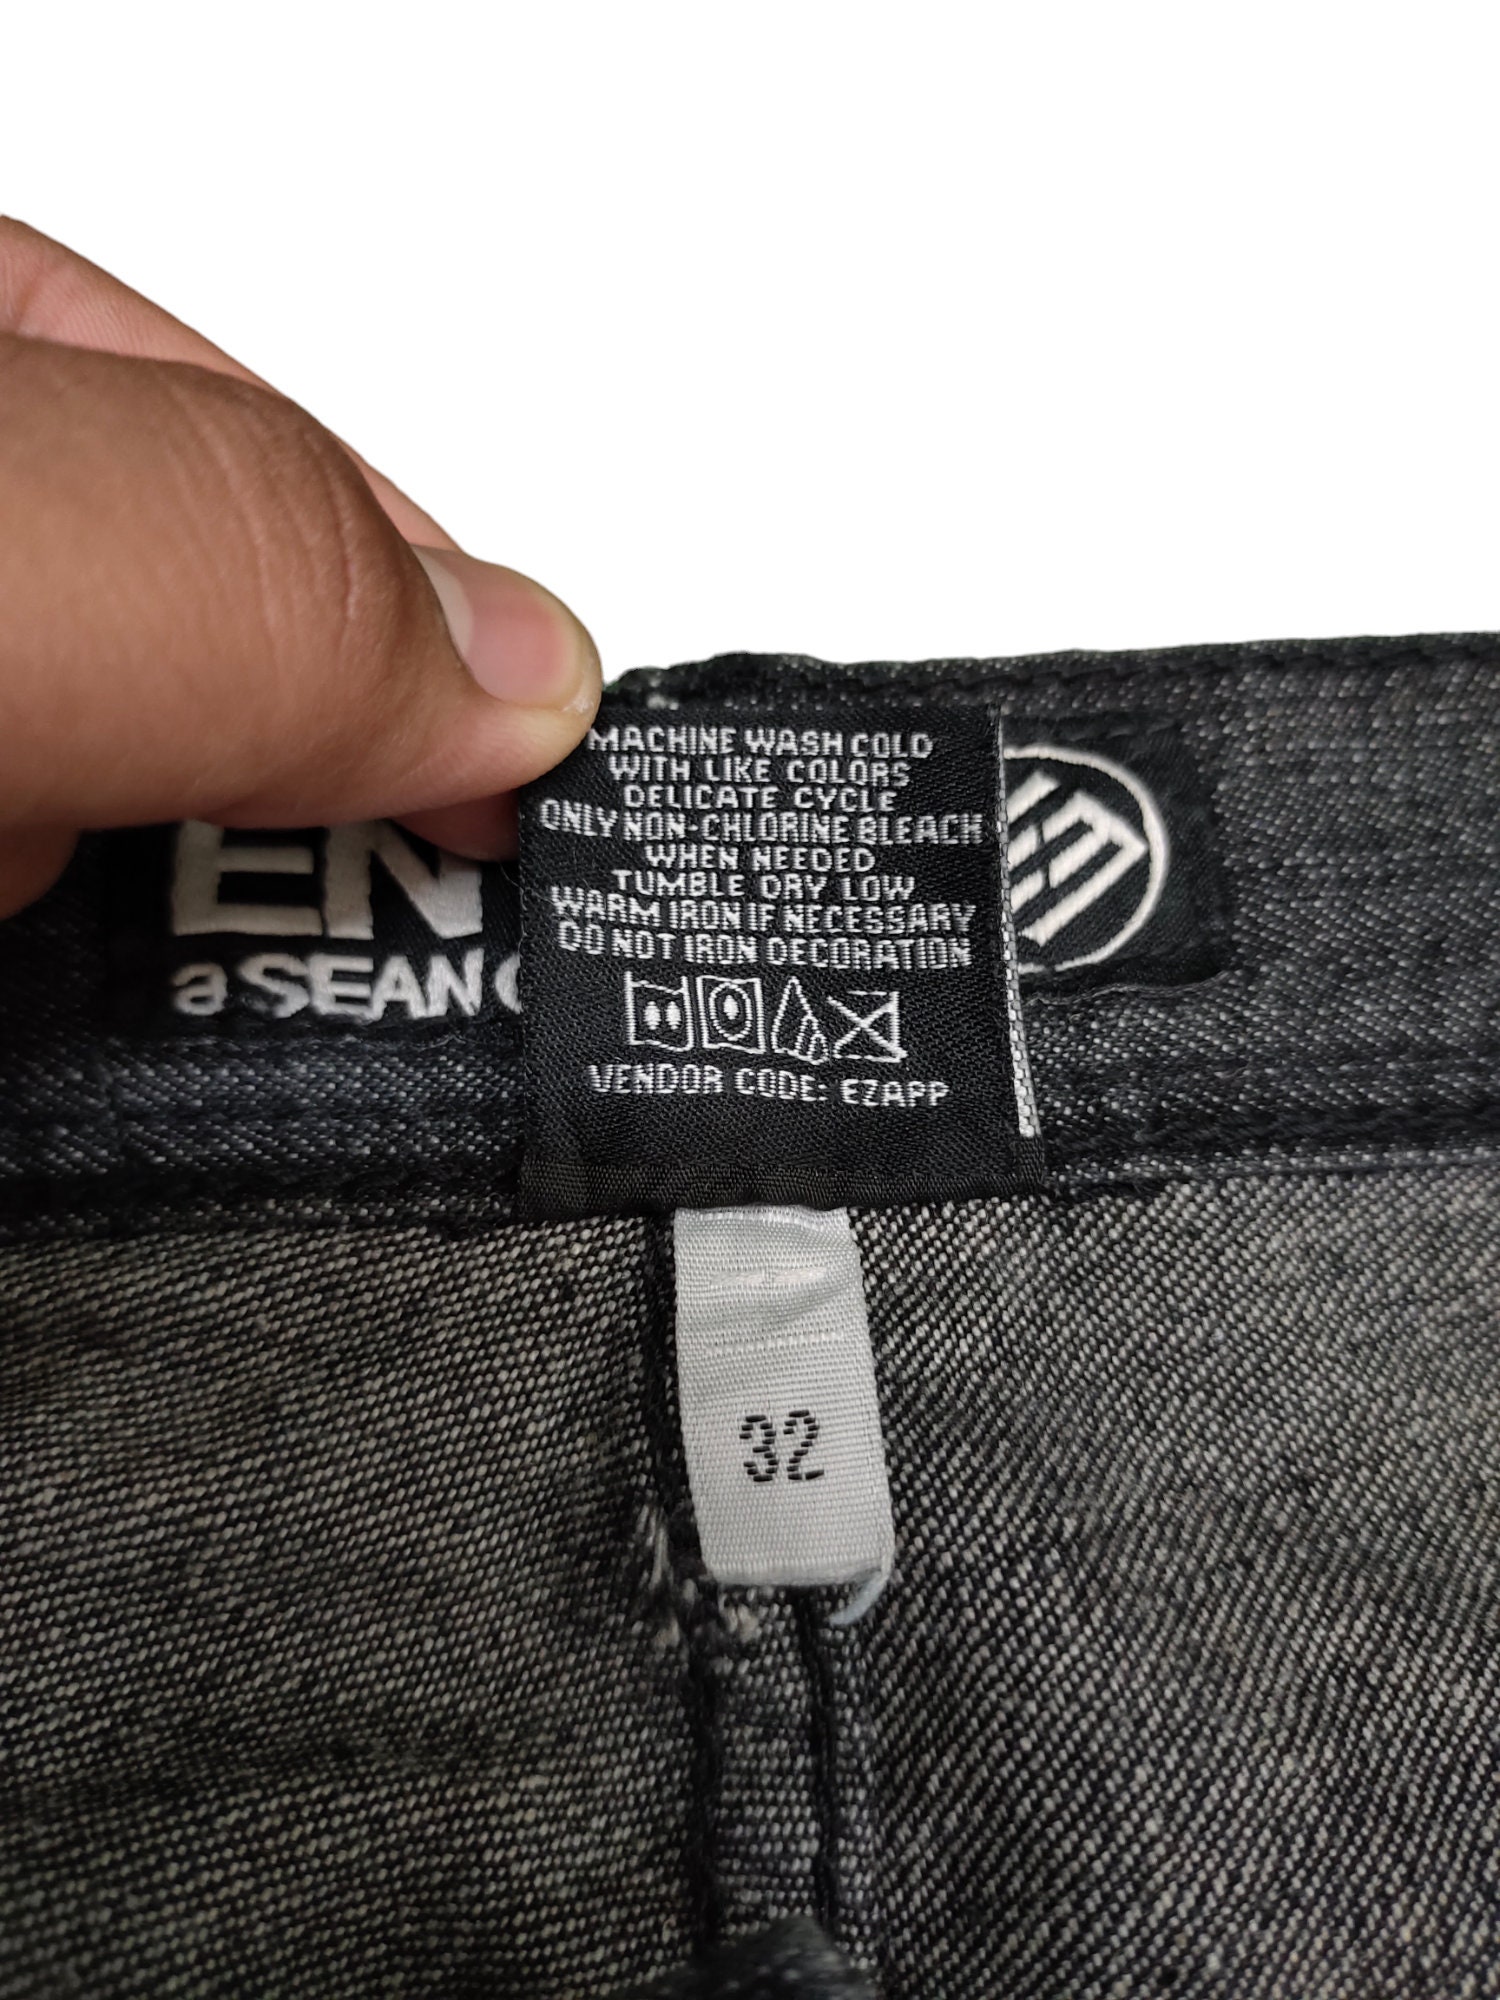 MACHINE WASH COLD
WITH LIKE COLORS
DELICATE CYCLE
ONLY NON-CHLORINE BLEACH
WHEN NEEDED
TUMBLE DRY LOW
WARM IRON IF NECESSARY
DO NOT IRON DECORATION
VENDOR CODE: EZAPP
EN
a SEAN
32